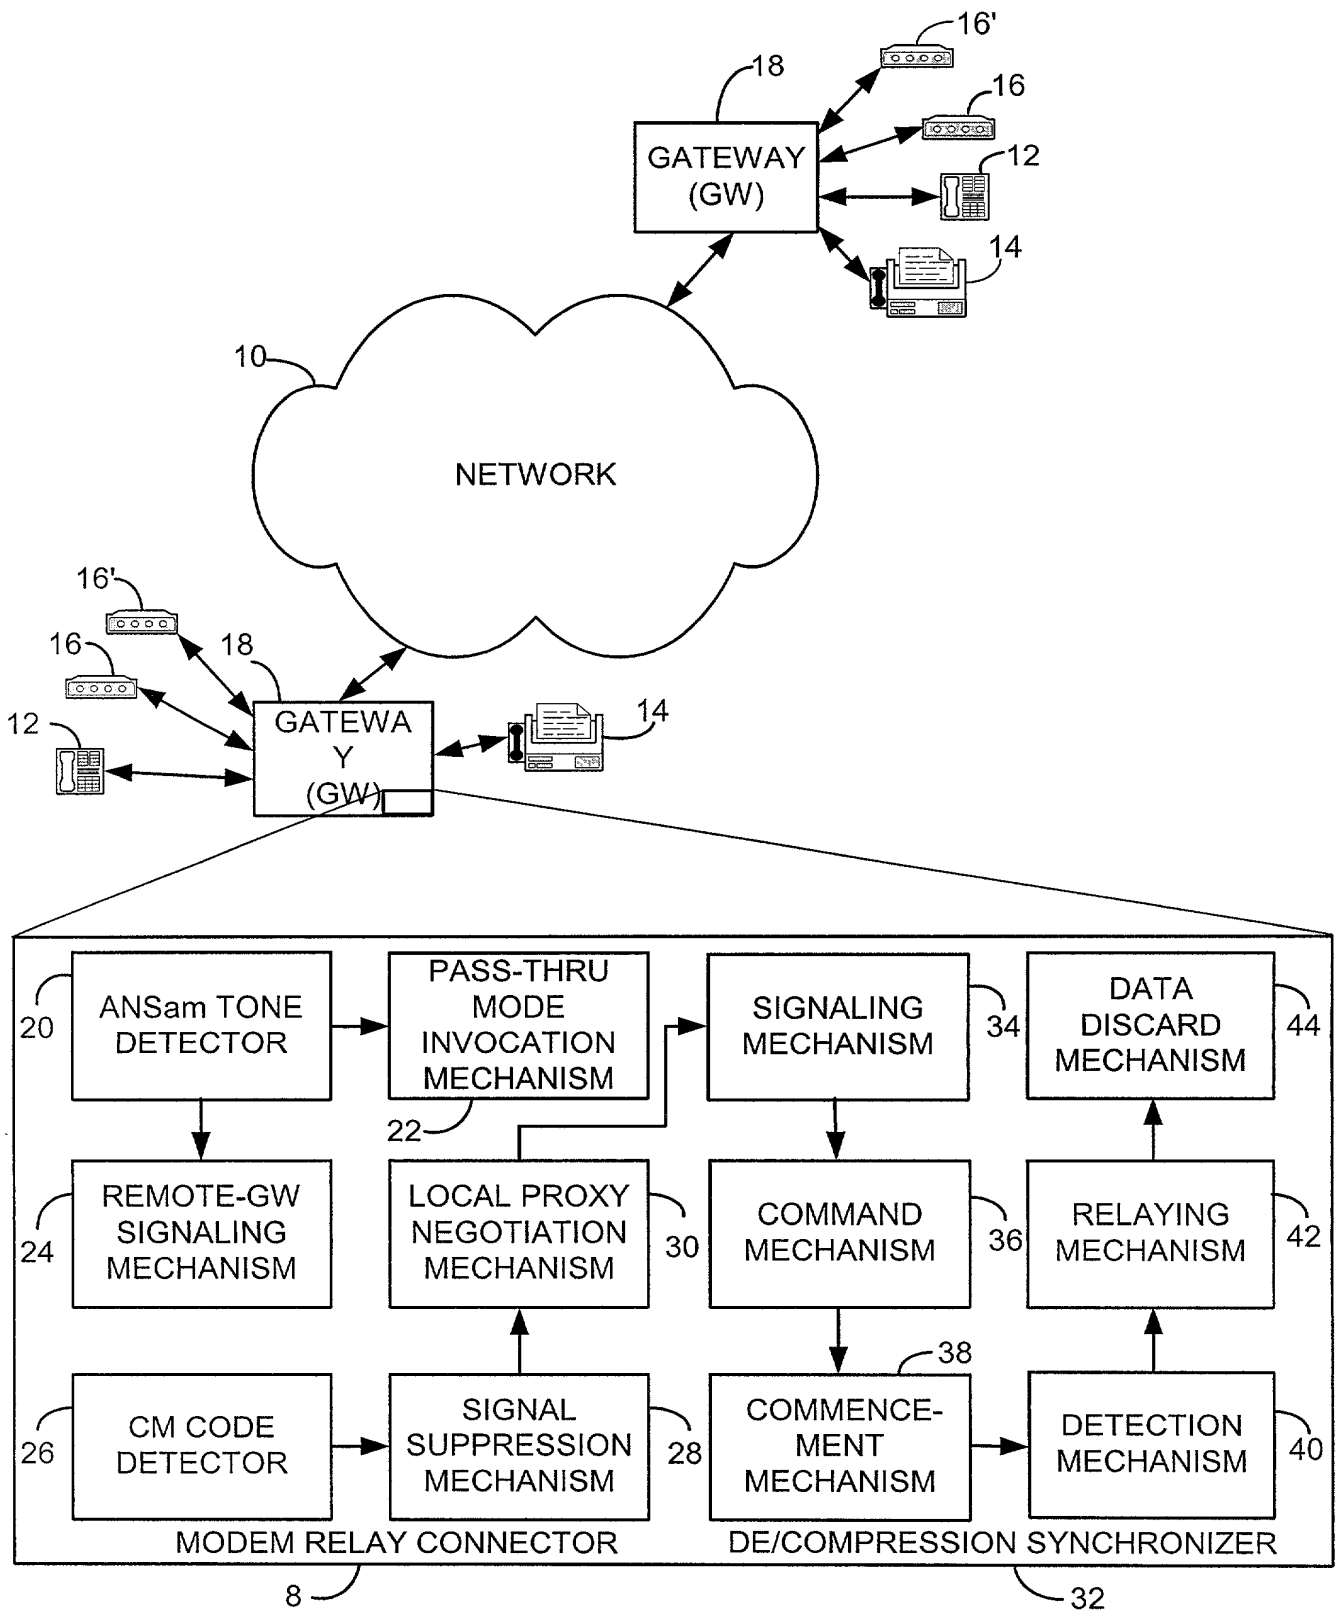 16'
18
16
GATEWAY
(GW)
12
14
10
NETWORK
16'
16
18
12
GATEWA
Y
(GW)
14
20
ANSam TONE
DETECTOR
PASS-THRU
MODE
INVOCATION
MECHANISM
22
SIGNALING
MECHANISM
34
DATA
DISCARD
MECHANISM
44
24
REMOTE-GW
SIGNALING
MECHANISM
LOCAL PROXY
NEGOTIATION
MECHANISM
30
COMMAND
MECHANISM
36
RELAYING
MECHANISM
42
26
CM CODE
DETECTOR
SIGNAL
SUPPRESSION
MECHANISM
28
38
COMMENCE-
MENT
MECHANISM
DETECTION
MECHANISM
40
MODEM RELAY CONNECTOR
DE/COMPRESSION SYNCHRONIZER
8
32